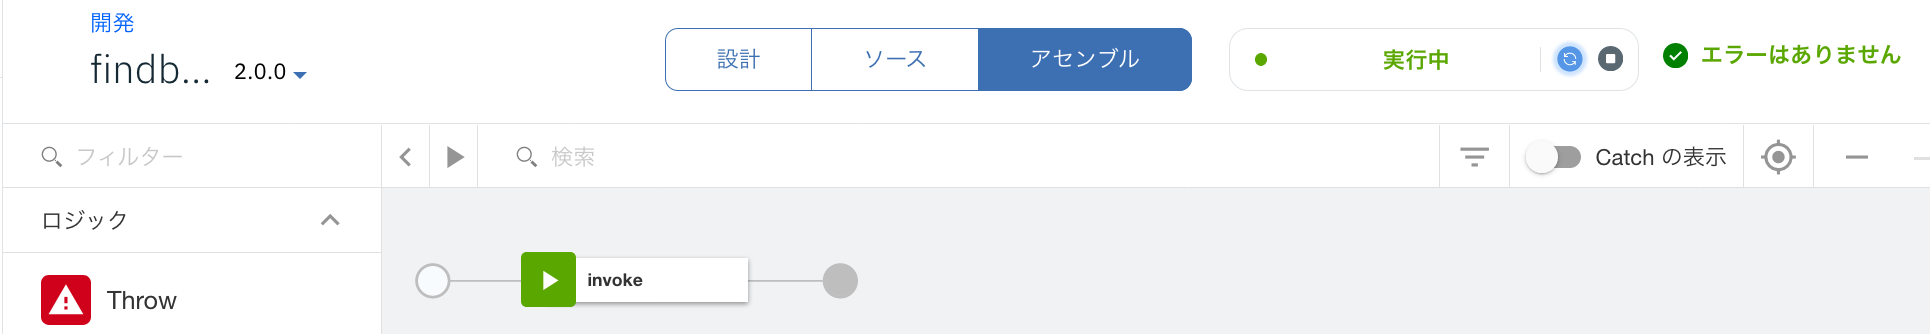 開発
findb... 2.0.0
設計 ソース アセンブル
実行中
エラーはありません
フィルター
検索
Catch の表示
ロジック
Throw
invoke